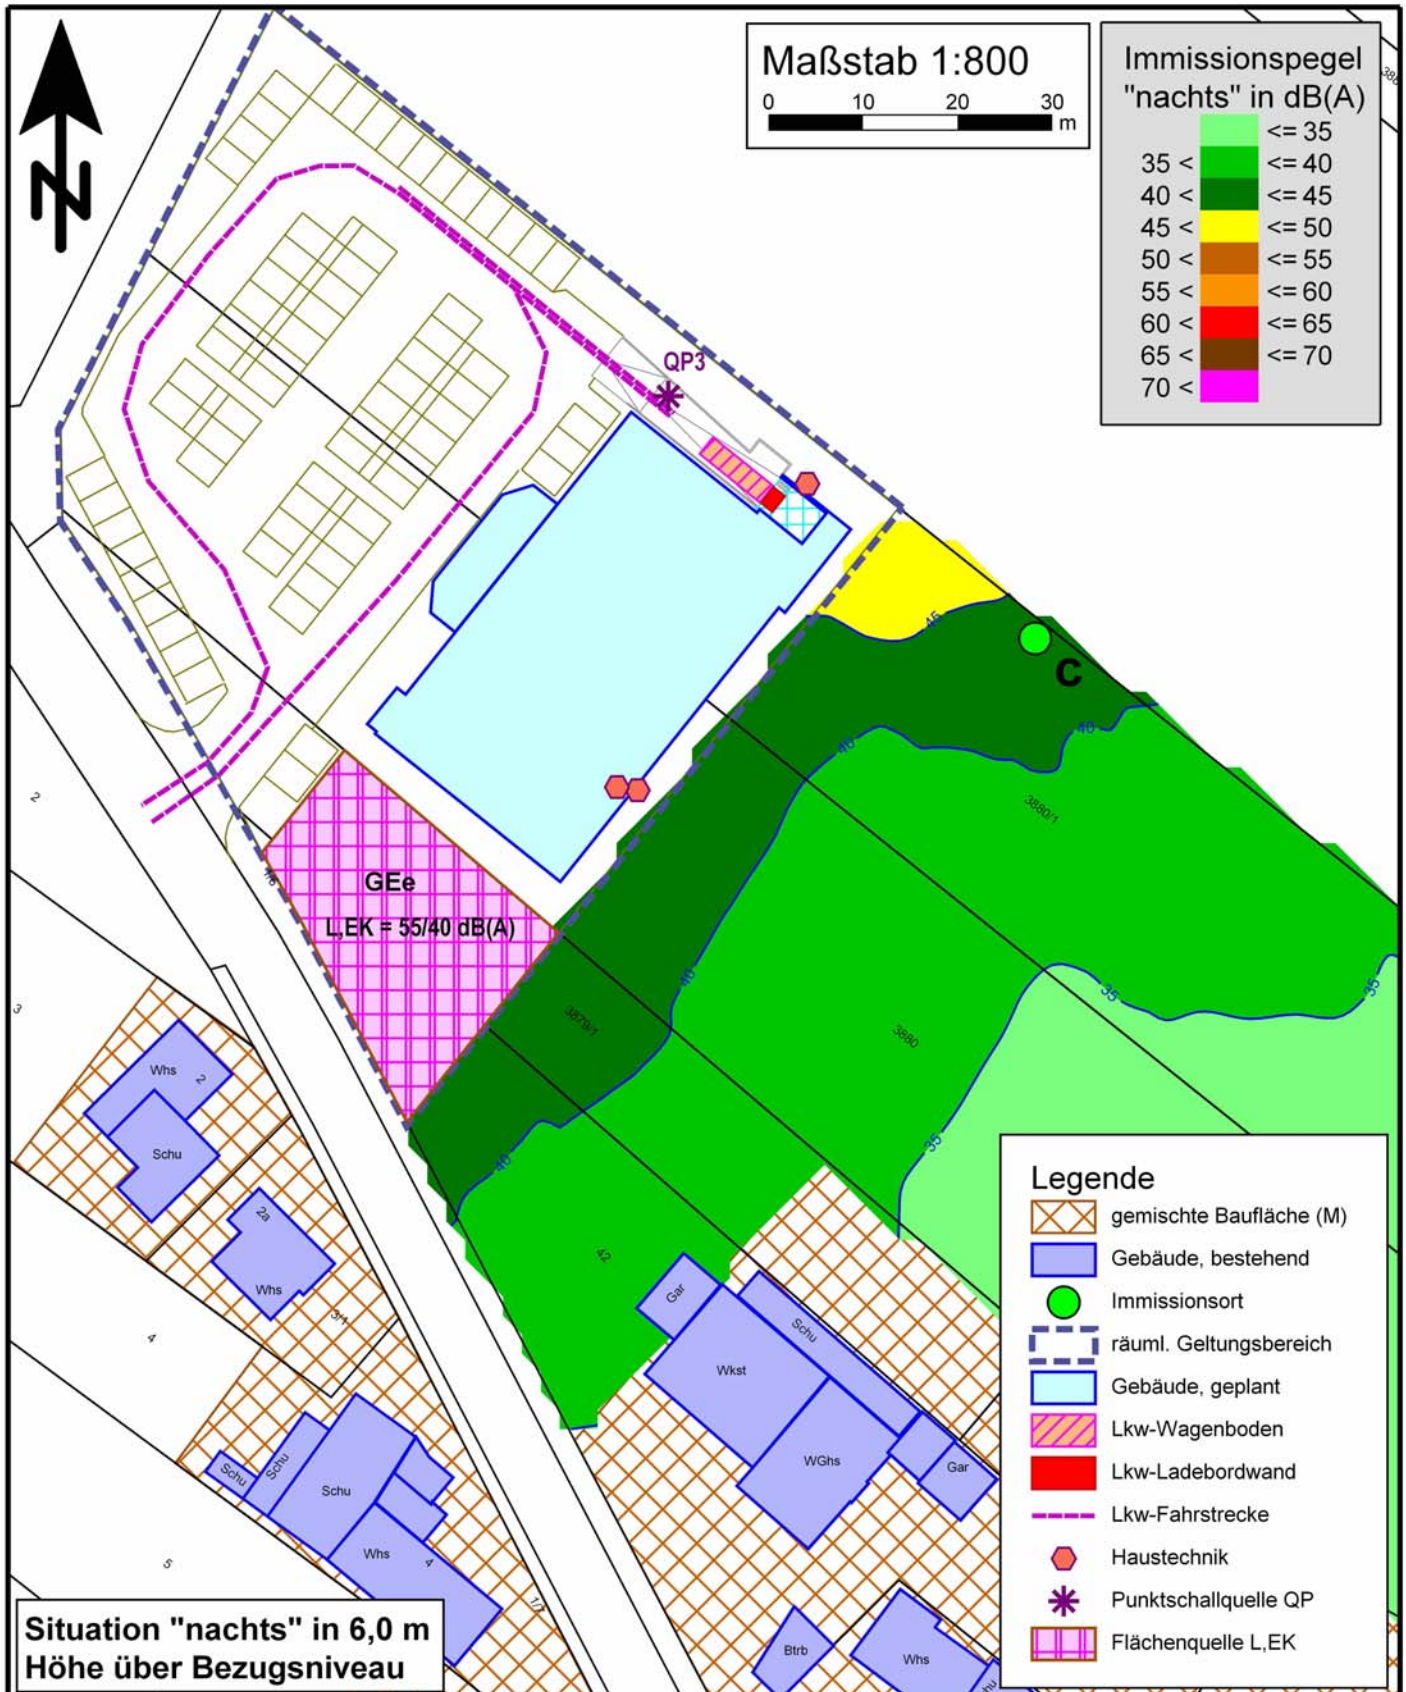 Maßstab 1:800
0 10 20 30
m
Immissionspegel
"nachts" in dB(A)
<= 35
35 < <= 40
40 < <= 45
45 < <= 50
50 < <= 55
55 < <= 60
60 < <= 65
65 < <= 70
70 <
N
QP3
45
C
40
40
3880/1
2
GEe
L,EK = 55/40 dB(A)
40
35
35
3
3879/1
3880
Whs
2
Schu
35
40
2a
Whs
3/1
42
4
Gar
Schu
Wkst
WGhs
Gar
Schu
Schu
Schu
Whs
4
5
1/7
Btrb
Whs
Legende
gemischte Baufläche (M)
Gebäude, bestehend
Immissionsort
räuml. Geltungsbereich
Gebäude, geplant
Lkw-Wagenboden
Lkw-Ladebordwand
Lkw-Fahrstrecke
Haustechnik
Punktschallquelle QP
Flächenquelle L,EK
Situation "nachts" in 6,0 m
Höhe über Bezugsniveau